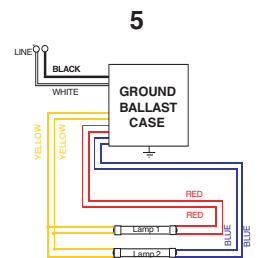 5
LINE
BLACK
WHITE
GROUND
BALLAST
CASE
YELLOW
YELLOW
RED
RED
BLUE
BLUE
Lamp 1
Lamp 2